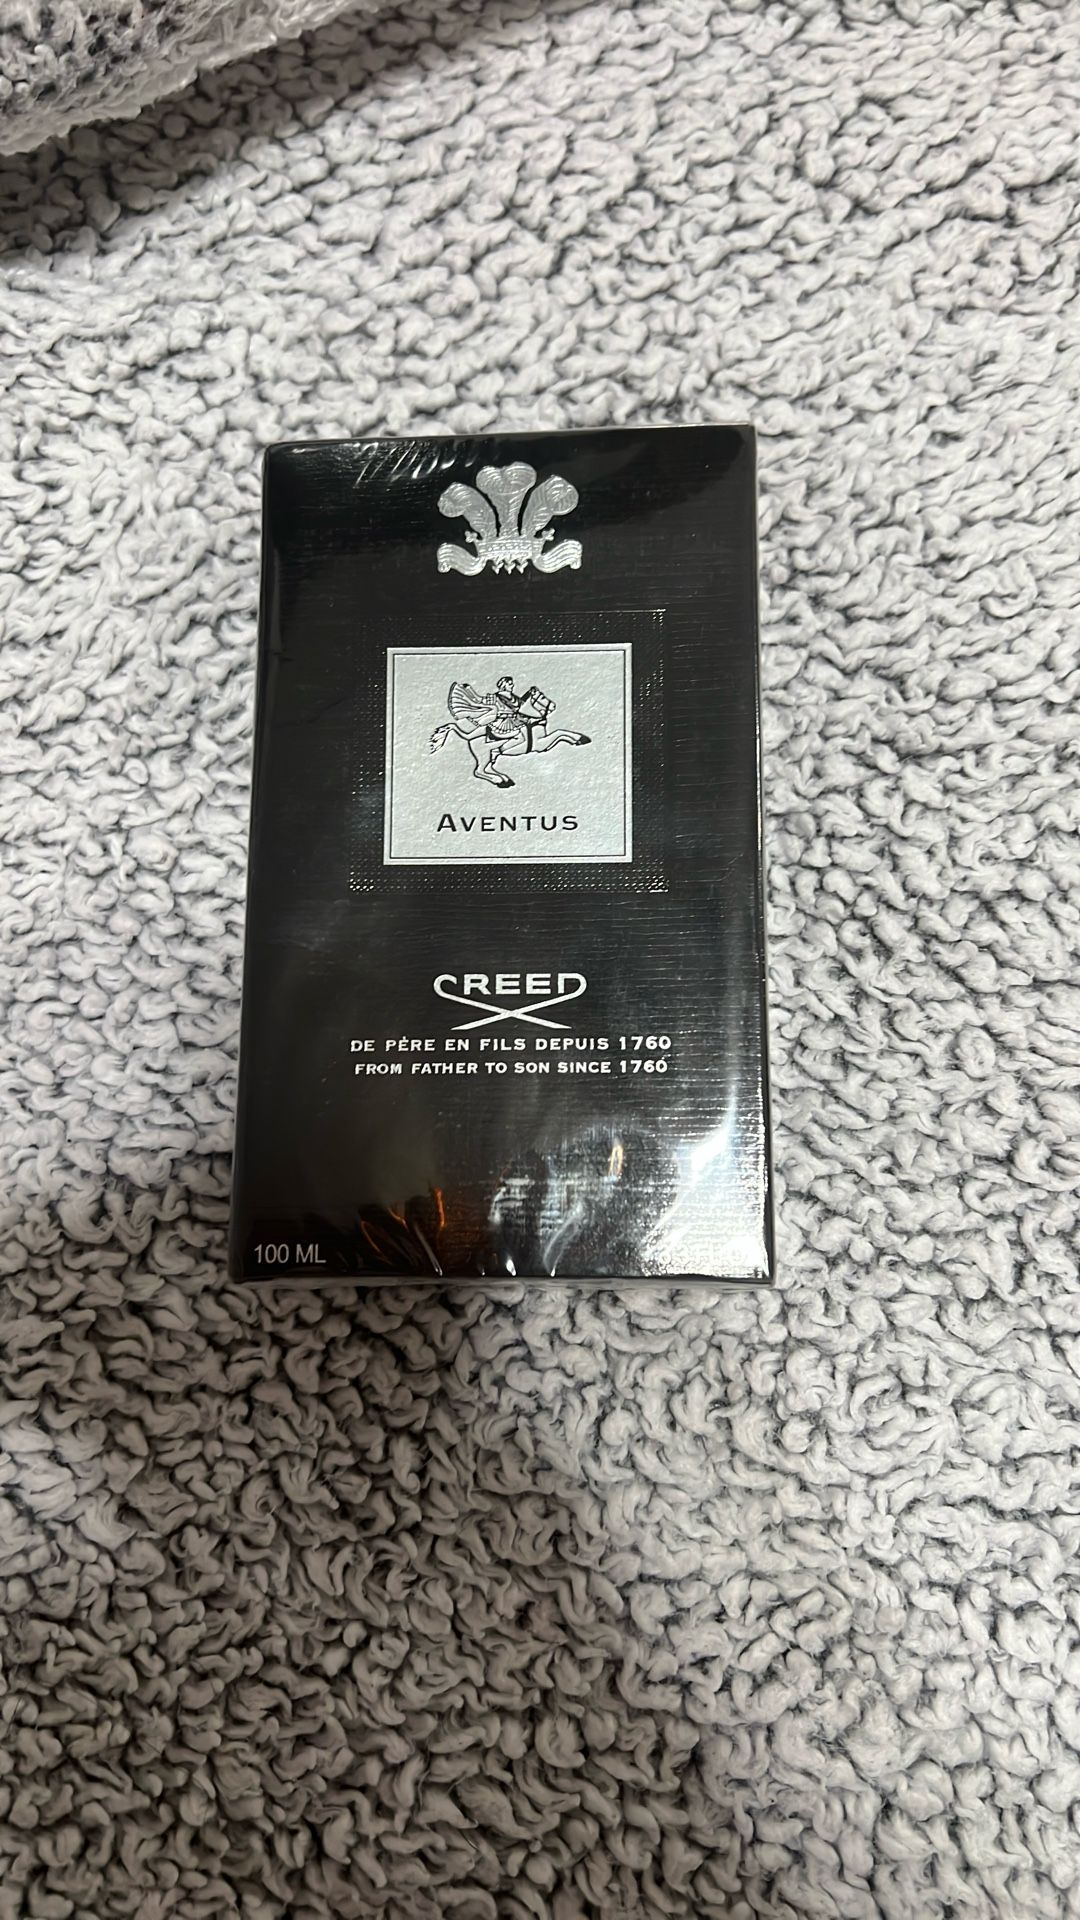 AVENTUS
CREED
DE PÈRE EN FILS DEPUIS 1760
FROM FATHER TO SON SINCE 1760
100 ML